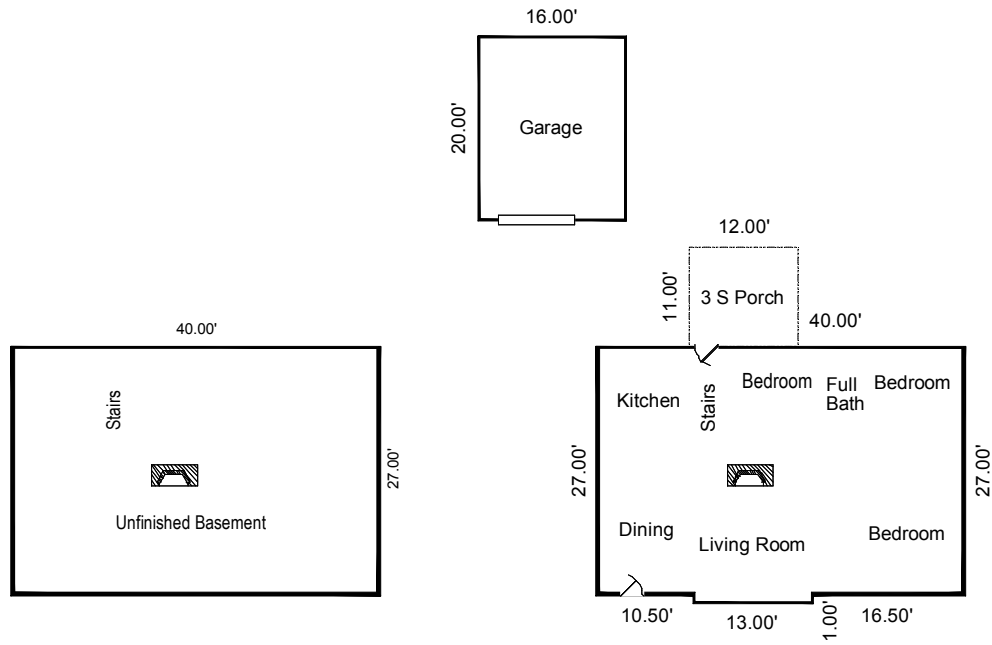 16.00'
20.00'
Garage
12.00'
11.00'
3 S Porch
40.00'
40.00'
Stairs
27.00'
Unfinished Basement
Kitchen
Stairs
Bedroom
Full
Bath
Bedroom
27.00'
27.00'
Dining
Living Room
Bedroom
10.50'
13.00'
1.00'
16.50'